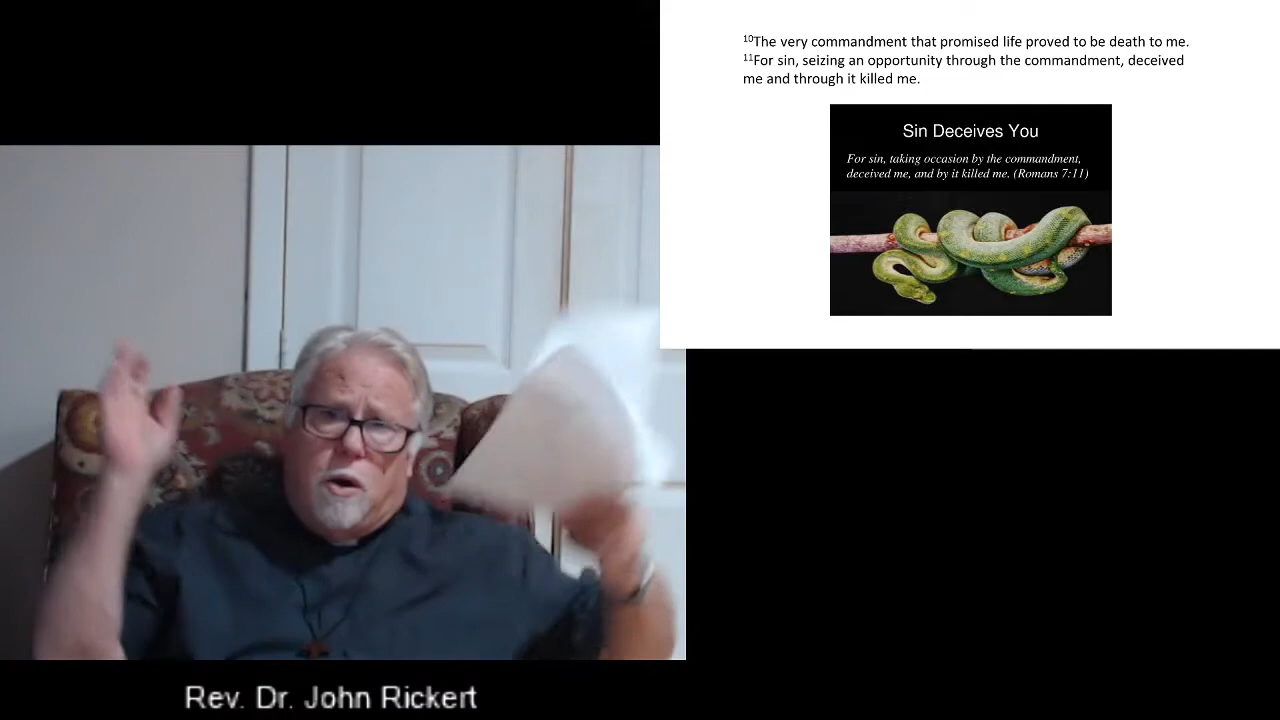 ¹⁰The very commandment that promised life proved to be death to me.
¹¹For sin, seizing an opportunity through the commandment, deceived
me and through it killed me.
Sin Deceives You
For sin, taking occasion by the commandment,
deceived me, and by it killed me. (Romans 7:11)
Rev. Dr. John Rickert